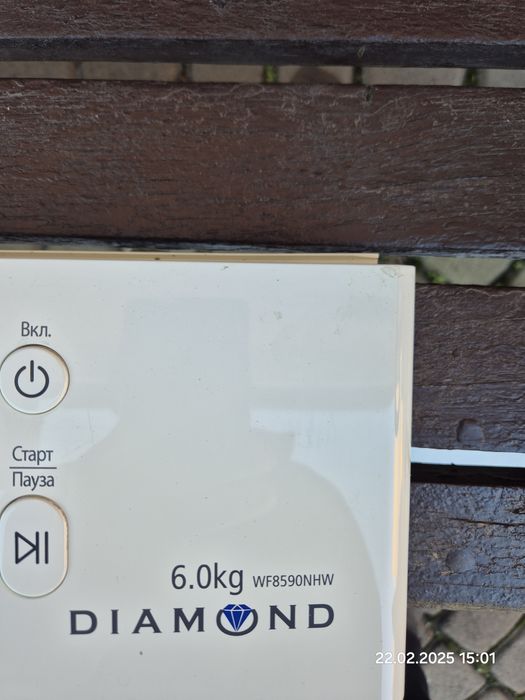 Вкл.
Старт
Пауза
6.0kg WF8590NHW
DIAMOND
22.02.2025 15:01